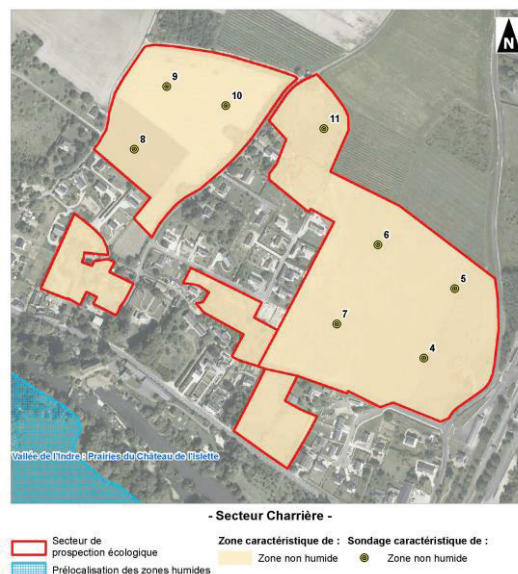 N
9
10
11
8
6
5
7
4
Vallée de l'Indre : Prairies du Château de l'Islette
- Secteur Charrière -
Secteur de
prospection écologique
Prélocalisation des zones humides
Zone caractéristique de :
Zone non humide
Sondage caractéristique de :
Zone non humide